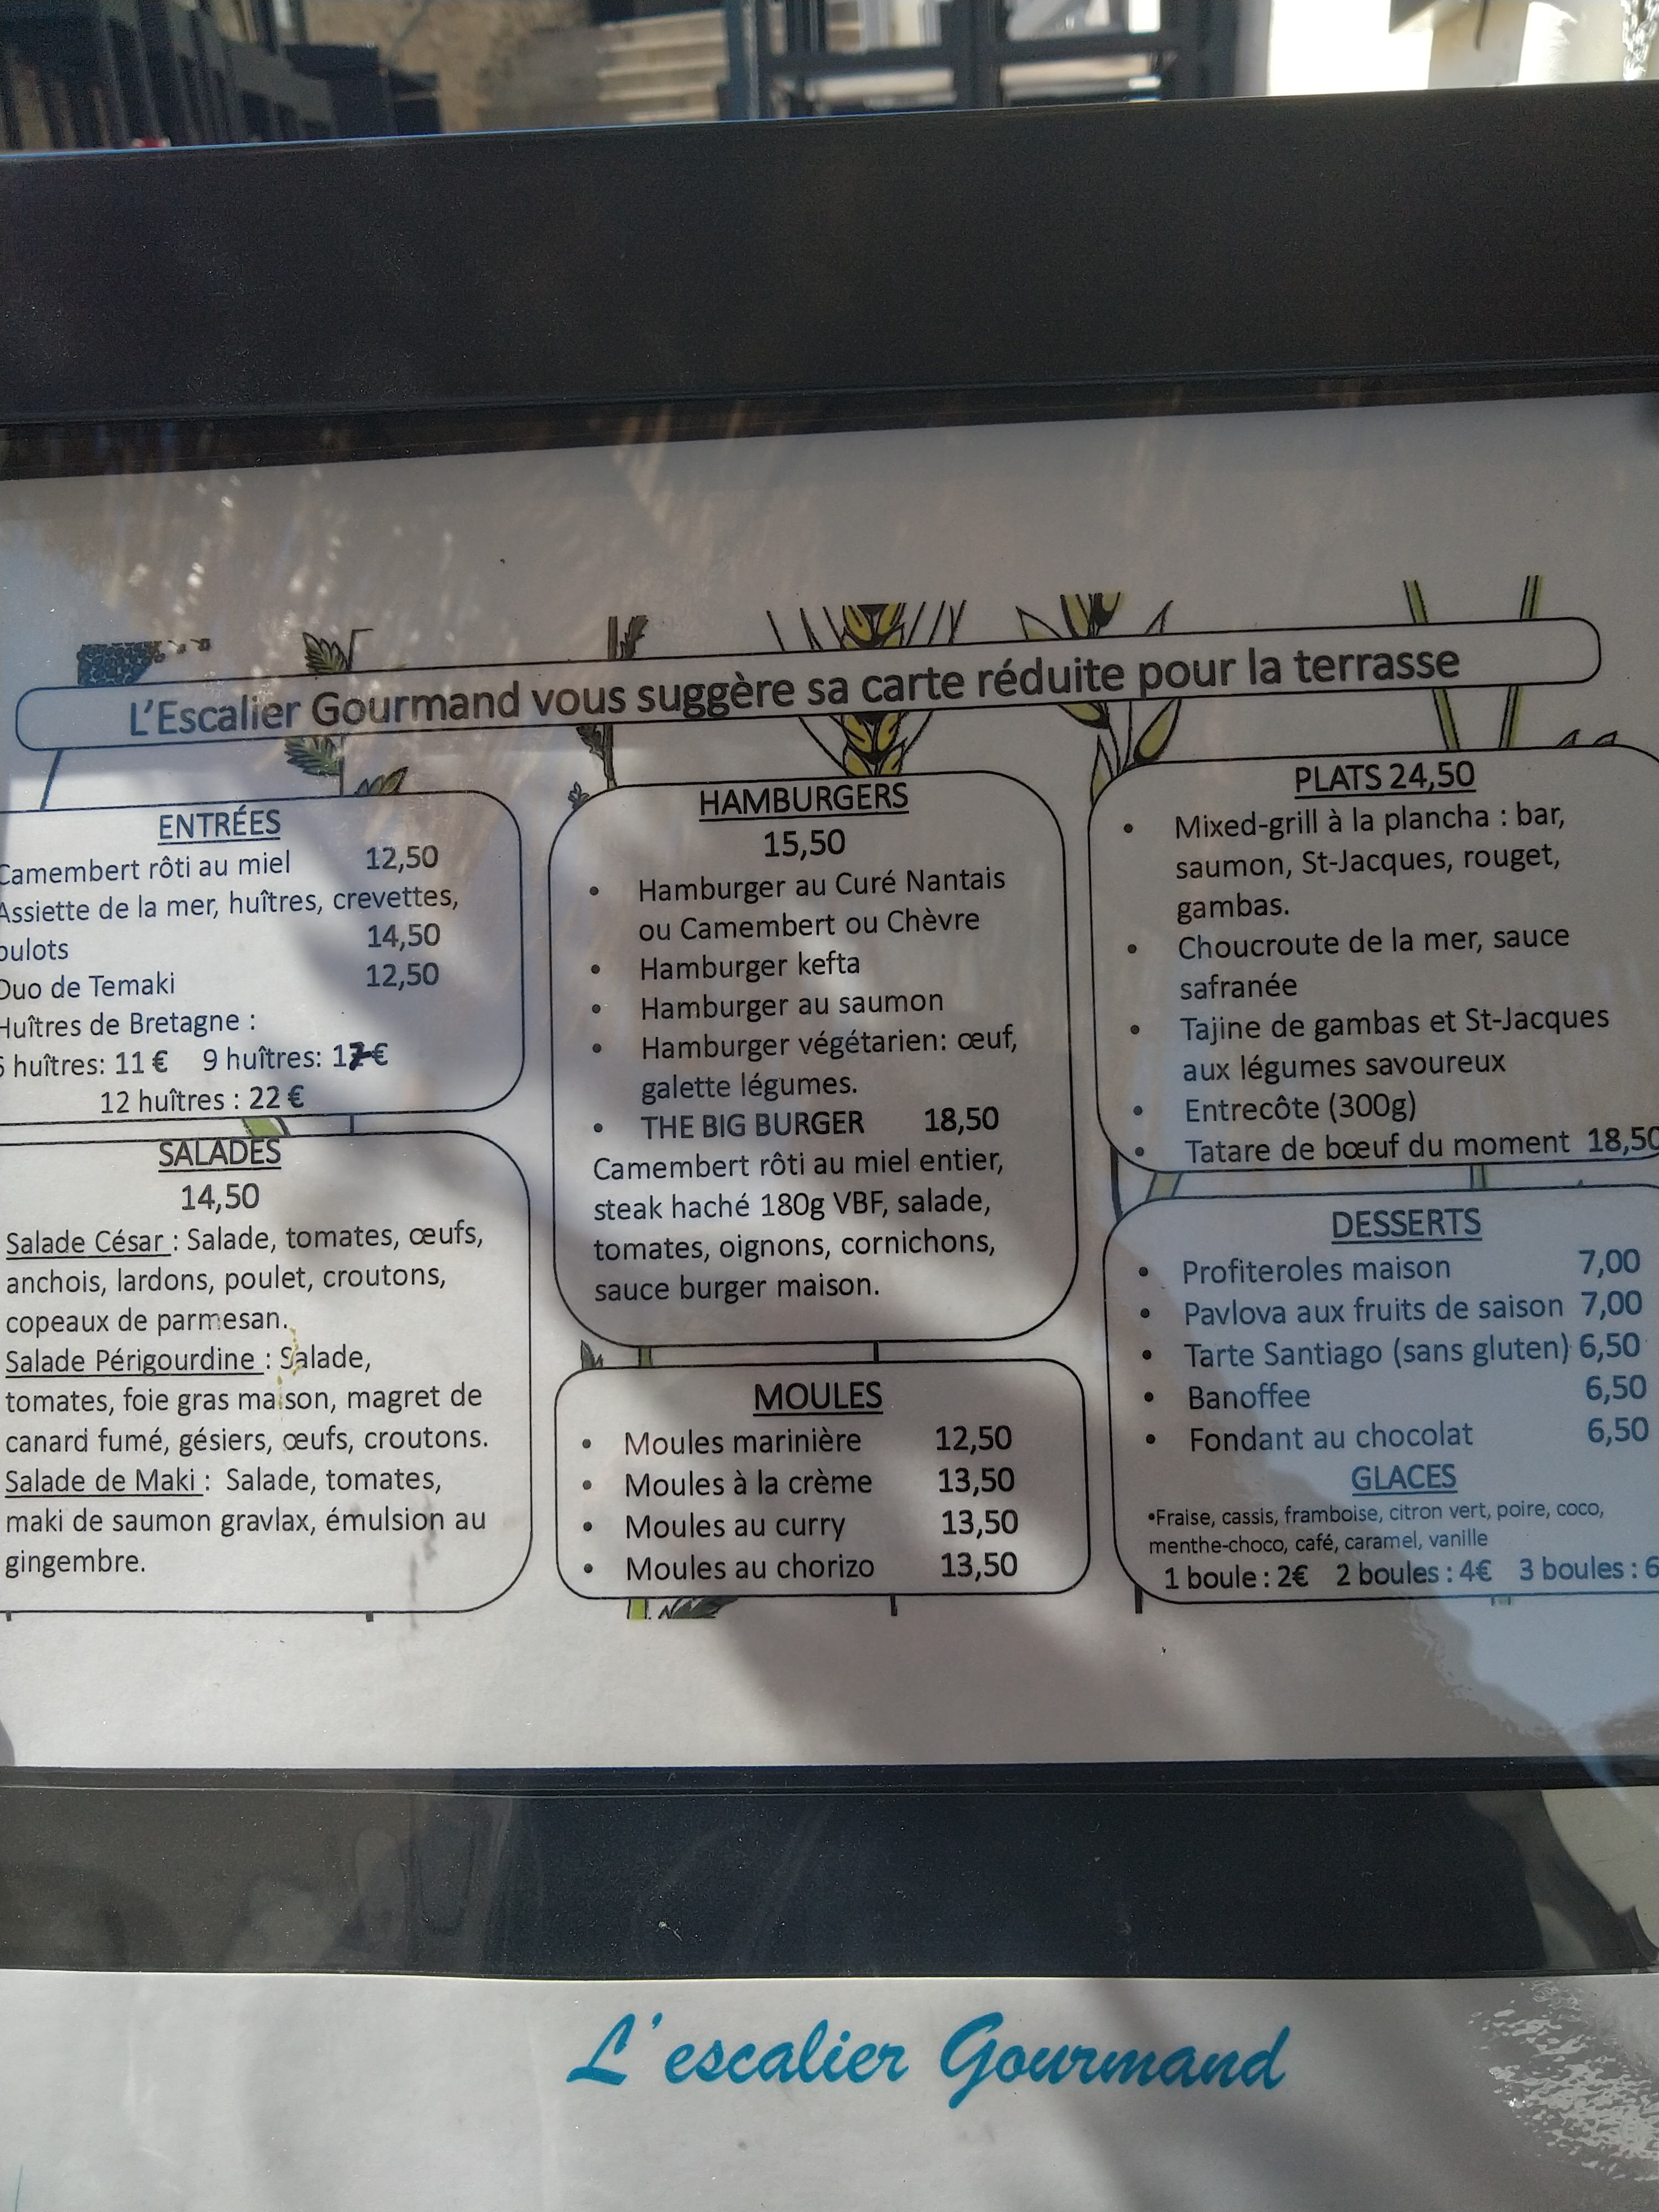 L'Escalier Gourmand vous suggère sa carte réduite pour la terrasse
ENTRÉES
Camembert rôti au miel 12,50
Assiette de la mer, huîtres, crevettes,
bulots 14,50
Duo de Temaki 12,50
Huîtres de Bretagne :
6 huîtres: 11 € 9 huîtres: 17€
12 huîtres : 22 €
SALADES
14,50
Salade César : Salade, tomates, œufs,
anchois, lardons, poulet, croutons,
copeaux de parmesan.
Salade Périgourdine : Salade,
tomates, foie gras maison, magret de
canard fumé, gésiers, œufs, croutons.
Salade de Maki : Salade, tomates,
maki de saumon gravlax, émulsion au
gingembre.
HAMBURGERS
15,50
• Hamburger au Curé Nantais
ou Camembert ou Chèvre
• Hamburger kefta
• Hamburger au saumon
• Hamburger végétarien: œuf,
galette légumes.
• THE BIG BURGER 18,50
Camembert rôti au miel entier,
steak haché 180g VBF, salade,
tomates, oignons, cornichons,
sauce burger maison.
MOULES
• Moules marinière 12,50
• Moules à la crème 13,50
• Moules au curry 13,50
• Moules au chorizo 13,50
PLATS 24,50
• Mixed-grill à la plancha : bar,
saumon, St-Jacques, rouget,
gambas.
• Choucroute de la mer, sauce
safranée
• Tajine de gambas et St-Jacques
aux légumes savoureux
• Entrecôte (300g)
• Tatare de bœuf du moment 18,50
DESSERTS
• Profiteroles maison 7,00
• Pavlova aux fruits de saison 7,00
• Tarte Santiago (sans gluten) 6,50
• Banoffee 6,50
• Fondant au chocolat 6,50
GLACES
•Fraise, cassis, framboise, citron vert, poire, coco,
menthe-choco, café, caramel, vanille
1 boule : 2€ 2 boules : 4€ 3 boules : 6
L'escalier Gourmand